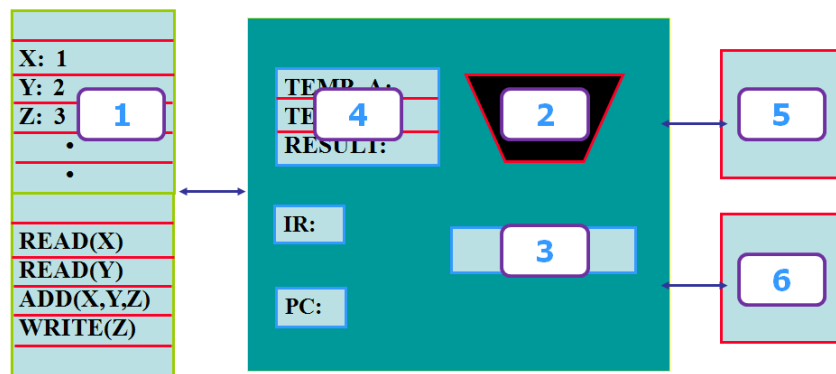 X: 1
Y: 2
Z: 3
1
READ(X)
READ(Y)
ADD(X,Y,Z)
WRITE(Z)
4
RESULT:
IR:
PC:
2
3
5
6